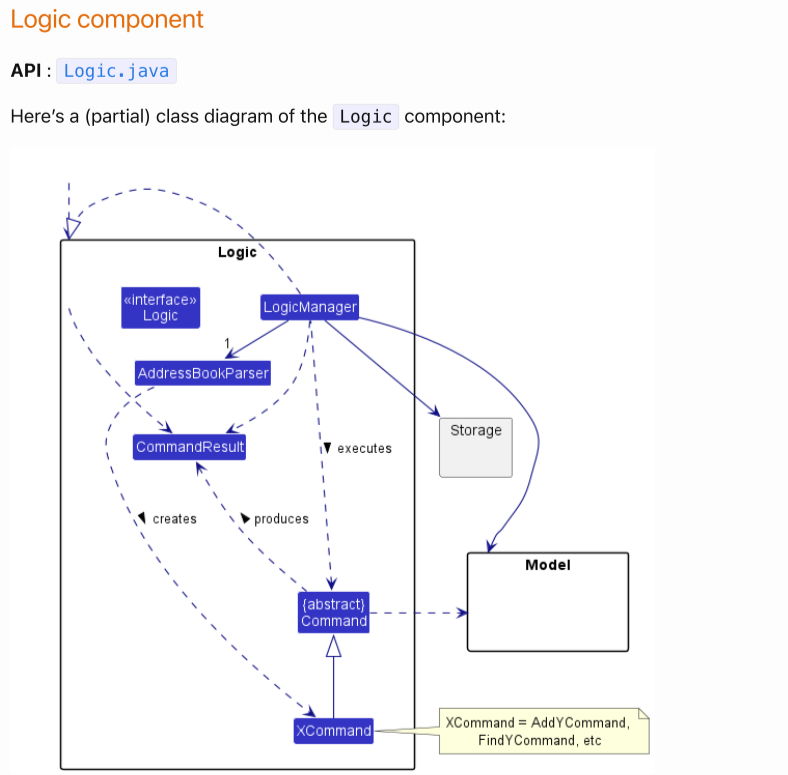 Logic component
API : Logic.java
Here’s a (partial) class diagram of the Logic component:
Logic
«interface»
Logic
LogicManager
1
AddressBookParser
Storage
CommandResult
executes
creates
produces
Model
{abstract}
Command
XCommand
XCommand = AddYCommand,
FindYCommand, etc